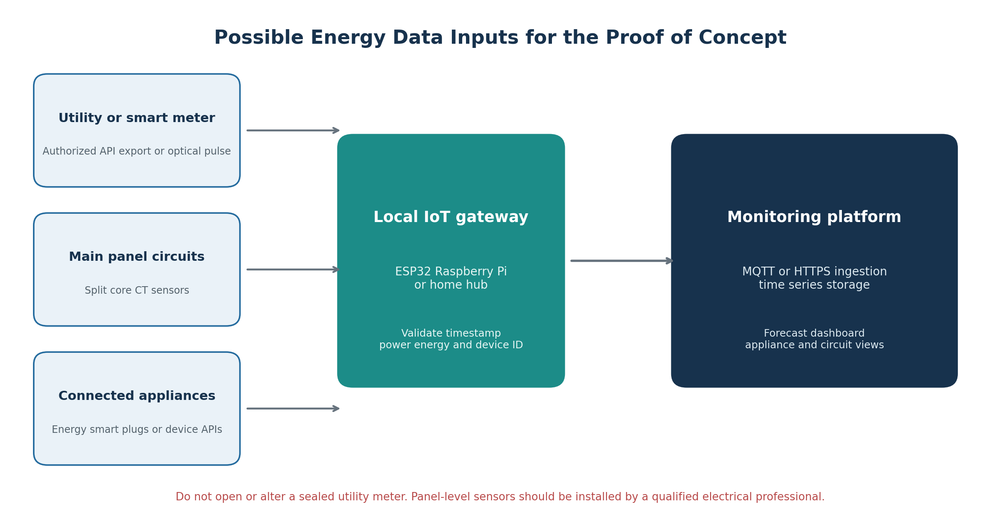 Possible Energy Data Inputs for the Proof of Concept
Utility or smart meter
Authorized API export or optical pulse
Main panel circuits
Split core CT sensors
Connected appliances
Energy smart plugs or device APIs
Local IoT gateway
ESP32 Raspberry Pi
or home hub
Validate timestamp
power energy and device ID
Monitoring platform
MQTT or HTTPS ingestion
time series storage
Forecast dashboard
appliance and circuit views
Do not open or alter a sealed utility meter. Panel-level sensors should be installed by a qualified electrical professional.